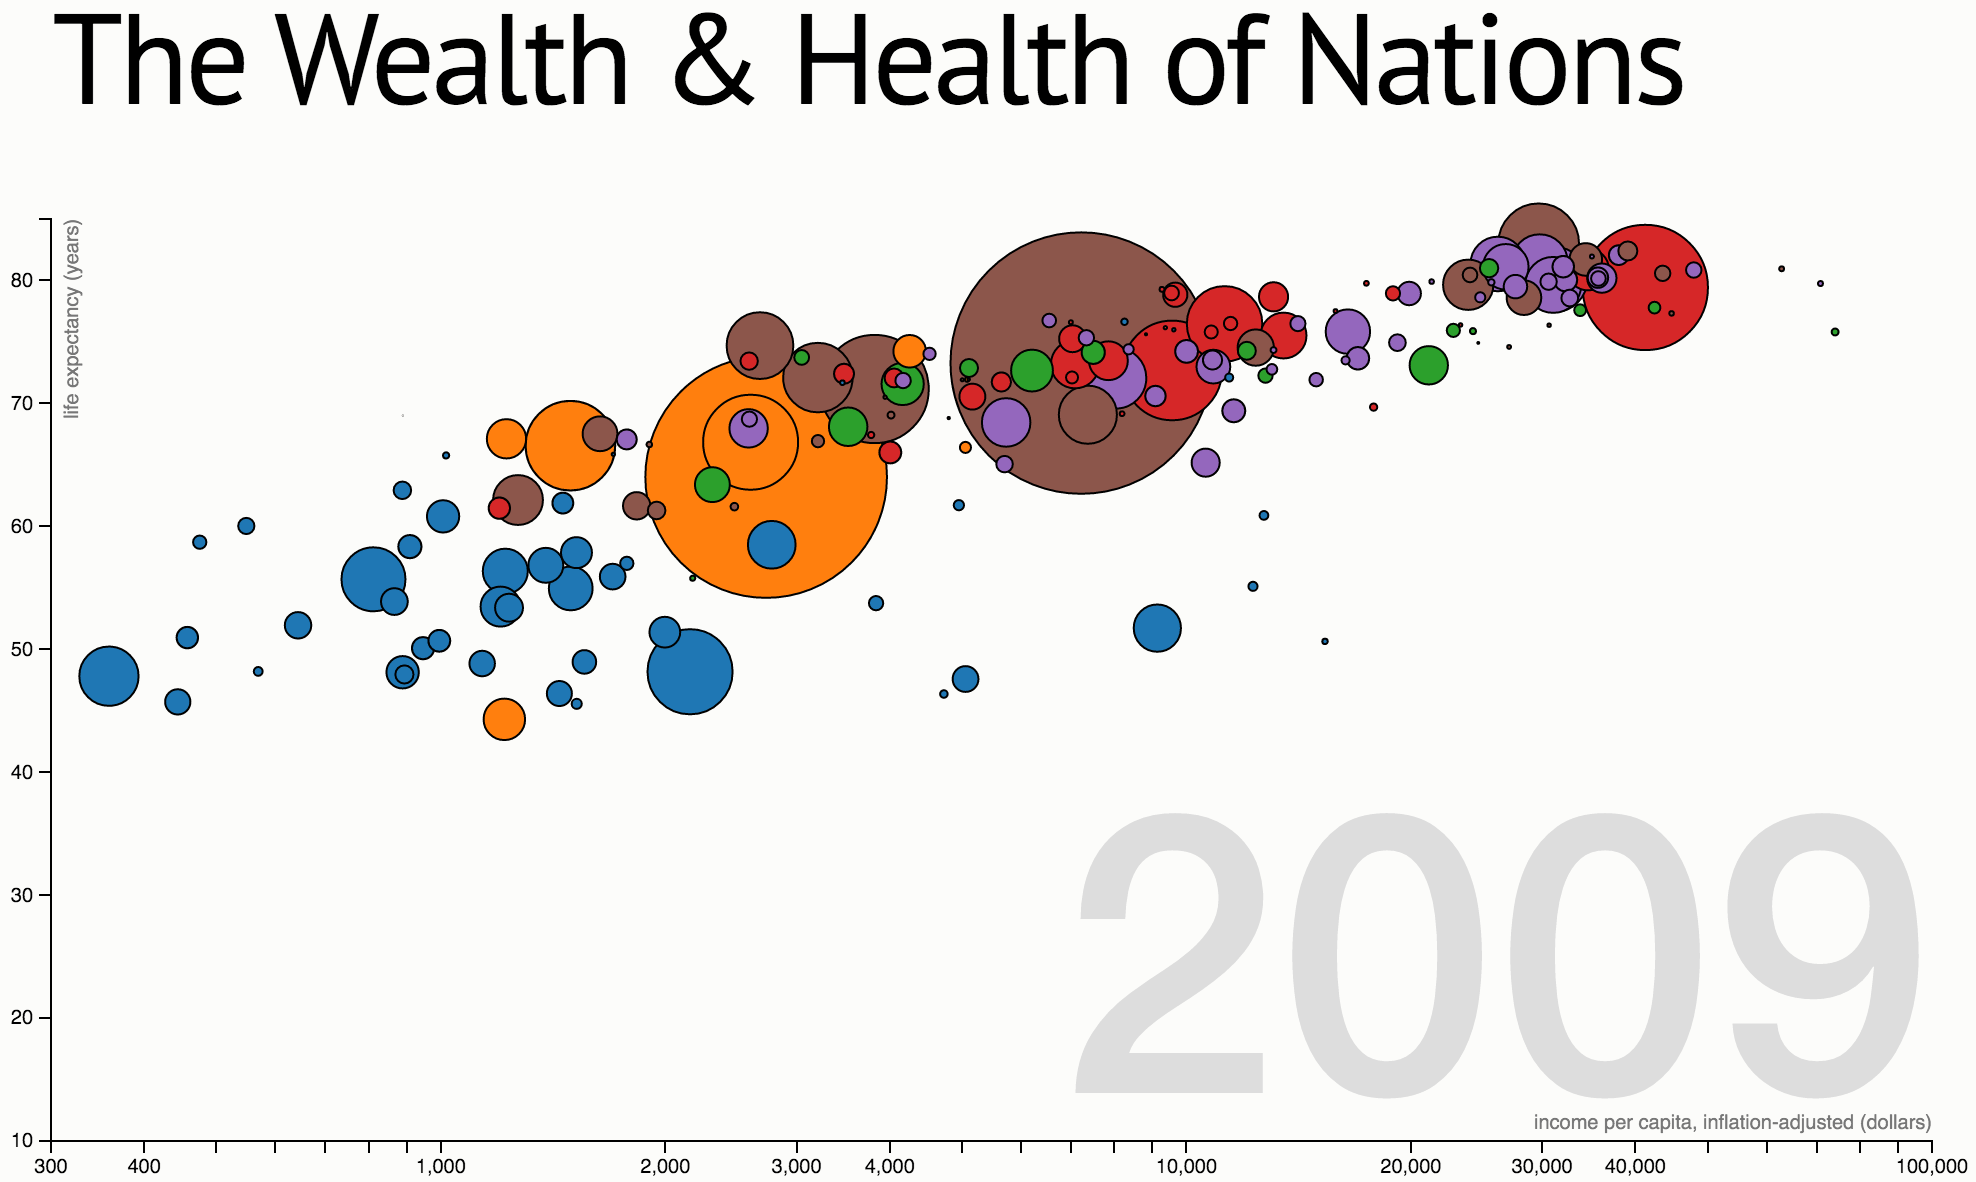 The Wealth & Health of Nations
life expectancy (years)
80
70
60
50
40
30
20
10
2009
income per capita, inflation-adjusted (dollars)
300 400 1,000 2,000 3,000 4,000 10,000 20,000 30,000 40,000 100,000